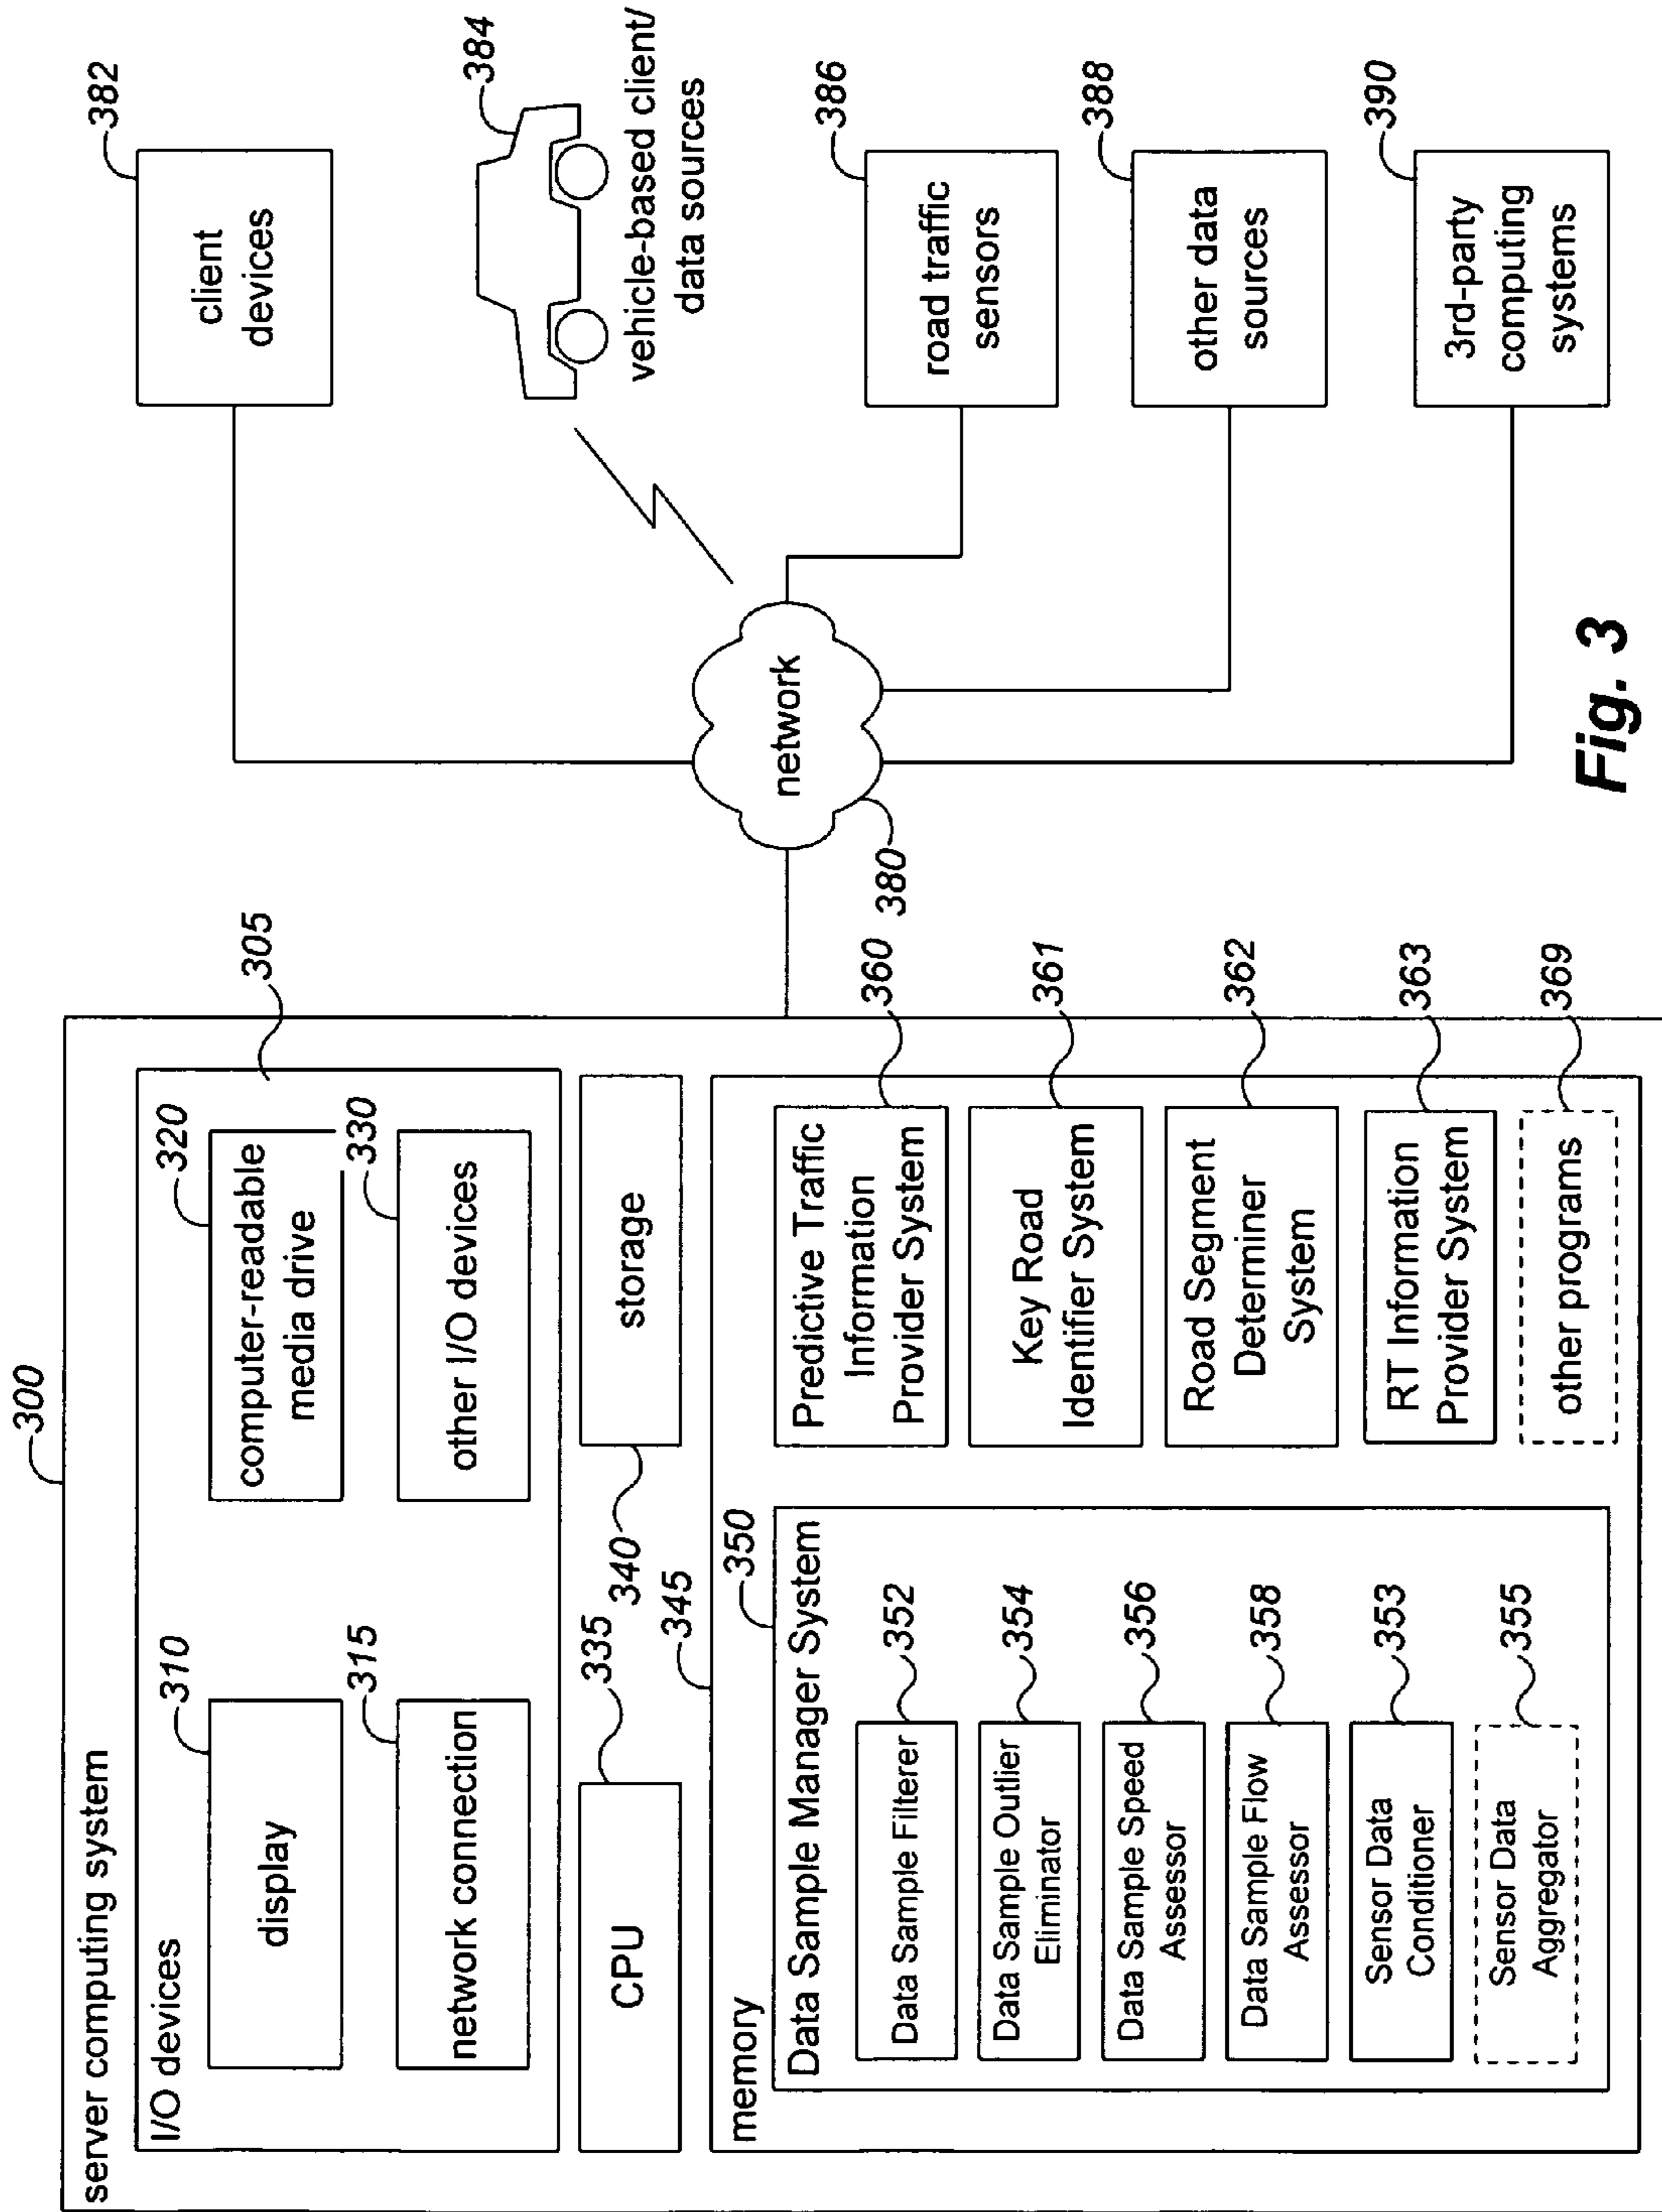 server computing system
300
I/O devices
305
310
display
320
computer-readable
media drive
315
network connection
330
other I/O devices
335
CPU
340
storage
345
memory
350
Data Sample Manager System
Data Sample Filterer
352
Data Sample Outlier
Eliminator
354
Data Sample Speed
Assessor
356
Data Sample Flow
Assessor
358
Sensor Data
Conditioner
353
Sensor Data
Aggregator
355
Predictive Traffic
Information
Provider System
360
Key Road
Identifier System
361
Road Segment
Determiner
System
362
RT Information
Provider System
363
other programs
369
network
380
client
devices
382
384
vehicle-based client/
data sources
road traffic
sensors
386
other data
sources
388
3rd-party
computing
systems
390
Fig. 3